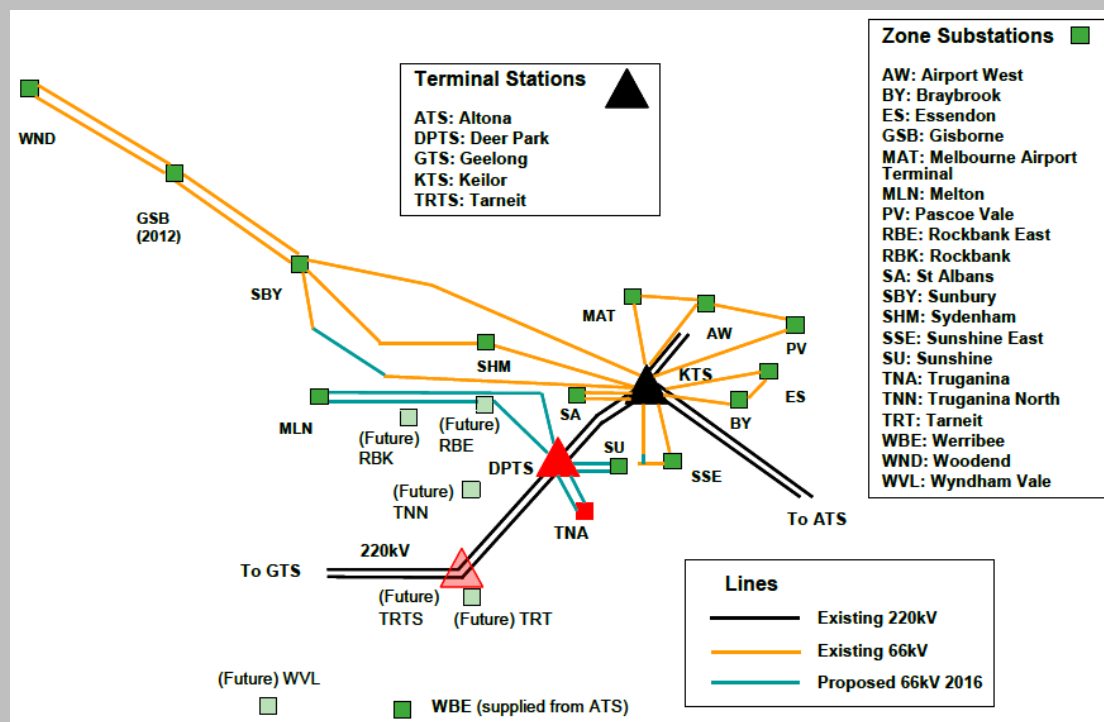 Terminal Stations
ATS: Altona
DPTS: Deer Park
GTS: Geelong
KTS: Keilor
TRTS: Tarneit
Zone Substations
AW: Airport West
BY: Braybrook
ES: Essendon
GSB: Gisborne
MAT: Melbourne Airport
Terminal
MLN: Melton
PV: Pascoe Vale
RBE: Rockbank East
RBK: Rockbank
SA: St Albans
SBY: Sunbury
SHM: Sydenham
SSE: Sunshine East
SU: Sunshine
TNA: Truganina
TNN: Truganina North
TRT: Tarneit
WBE: Werribee
WND: Woodend
WVL: Wyndham Vale
WND
GSB
(2012)
SBY
MAT
AW
PV
SHM
KTS
ES
SA
BY
MLN
(Future)
RBK
(Future)
RBE
SU
DPTS
SSE
(Future)
TNN
TNA
To ATS
220kV
To GTS
(Future)
TRTS
(Future) TRT
Lines
Existing 220kV
Existing 66kV
Proposed 66kV 2016
(Future) WVL
WBE (supplied from ATS)